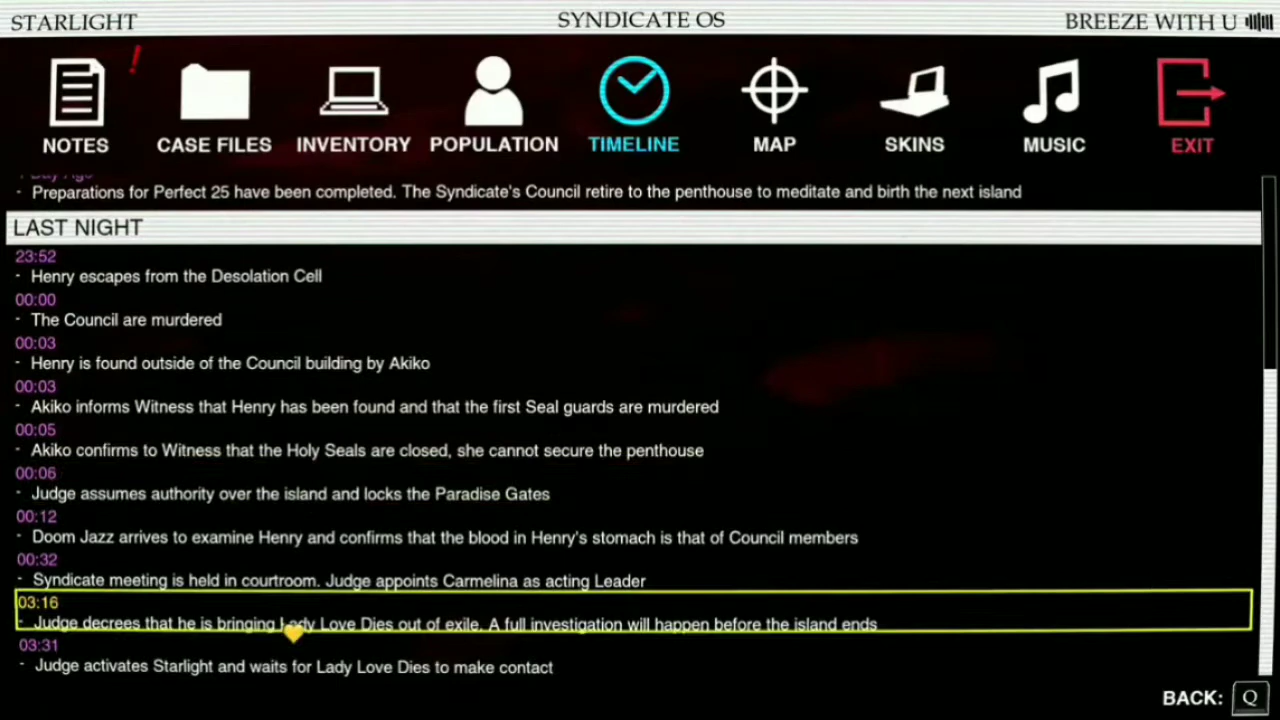 STARLIGHT
SYNDICATE OS
BREEZE WITH U
NOTES
CASE FILES
INVENTORY
POPULATION
TIMELINE
MAP
SKINS
MUSIC
EXIT
1 Day Ago
- Preparations for Perfect 25 have been completed. The Syndicate's Council retire to the penthouse to meditate and birth the next island
LAST NIGHT
23:52
- Henry escapes from the Desolation Cell
00:00
- The Council are murdered
00:03
- Henry is found outside of the Council building by Akiko
00:03
- Akiko informs Witness that Henry has been found and that the first Seal guards are murdered
00:05
- Akiko confirms to Witness that the Holy Seals are closed, she cannot secure the penthouse
00:06
- Judge assumes authority over the island and locks the Paradise Gates
00:12
- Doom Jazz arrives to examine Henry and confirms that the blood in Henry's stomach is that of Council members
00:32
- Syndicate meeting is held in courtroom. Judge appoints Carmelina as acting Leader
03:16
- Judge decrees that he is bringing Lady Love Dies out of exile. A full investigation will happen before the island ends
03:31
- Judge activates Starlight and waits for Lady Love Dies to make contact
BACK: Q